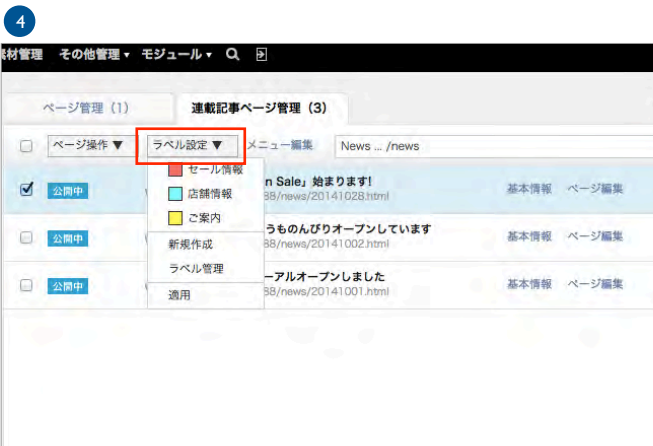 4
素材管理 その他管理▼ モジュール▼
ページ管理（1） 連載記事ページ管理（3）
ページ操作 ▼ ラベル設定 ▼ メニュー編集 News ... /news
セール情報
店舗情報
ご案内
新規作成
ラベル管理
適用
公開中 n Sale」始まります! 基本情報 ページ編集
88/news/20141028.html
公開中 うものんびりオープンしています 基本情報 ページ編集
88/news/20141002.html
公開中 ーアルオープンしました 基本情報 ページ編集
88/news/20141001.html